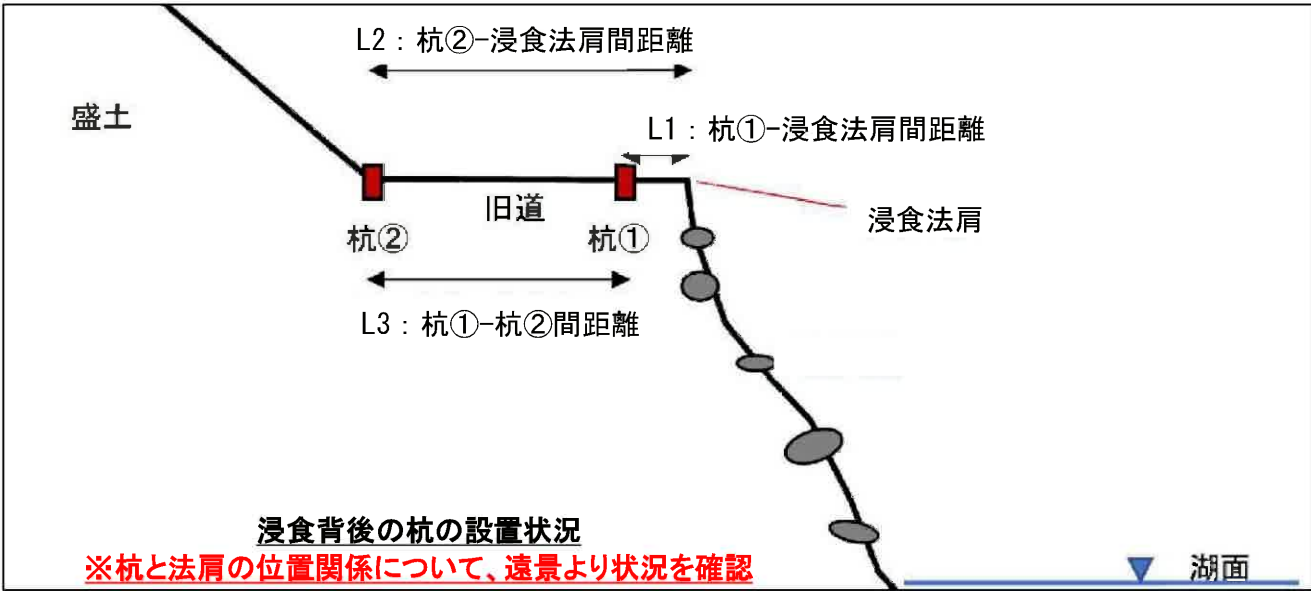 L2：杭②-浸食法肩間距離
盛土
L1：杭①-浸食法肩間距離
旧道
浸食法肩
杭②
杭①
L3：杭①-杭②間距離
浸食背後の杭の設置状況
※杭と法肩の位置関係について、遠景より状況を確認
湖面